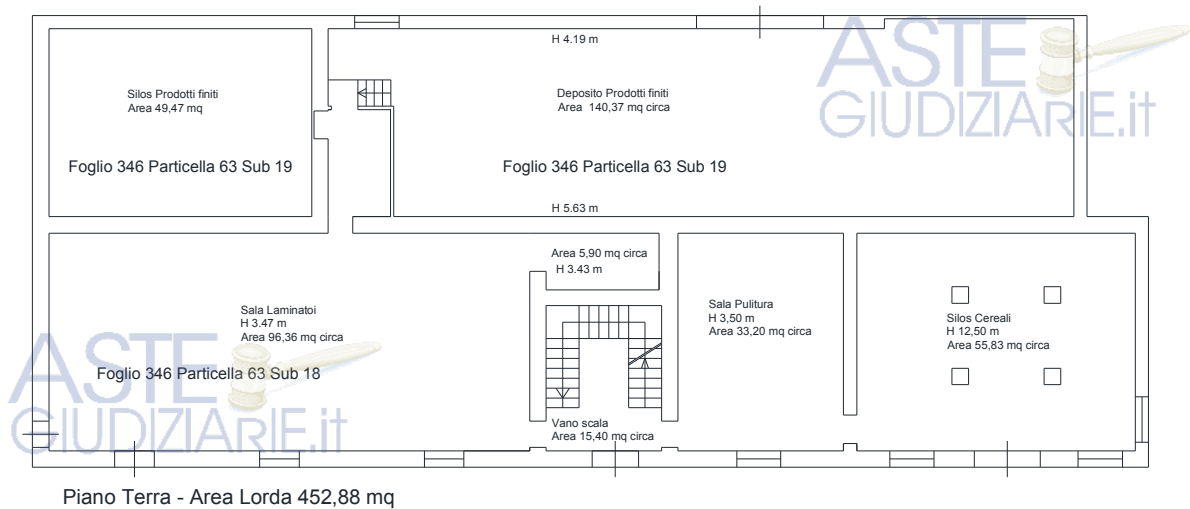 H 4.19 m
Silos Prodotti finiti
Area 49,47 mq
Foglio 346 Particella 63 Sub 19
Deposito Prodotti finiti
Area 140,37 mq circa
Foglio 346 Particella 63 Sub 19
H 5.63 m
ASTE
GIUDIZIARIE.it
Area 5,90 mq circa
H 3.43 m
Sala Laminatoi
H 3.47 m
Area 96,36 mq circa
Foglio 346 Particella 63 Sub 18
Sala Pulitura
H 3,50 m
Area 33,20 mq circa
Silos Cereali
H 12,50 m
Area 55,83 mq circa
ASTE
GIUDIZIARIE.it
Vano scala
Area 15,40 mq circa
Piano Terra - Area Lorda 452,88 mq